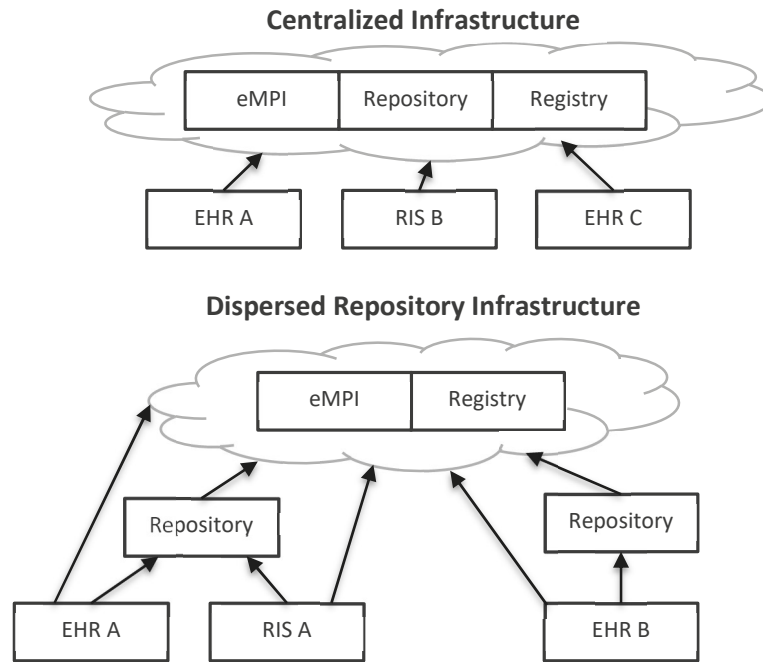 Centralized Infrastructure
eMPI Repository Registry
EHR A RIS B EHR C
Dispersed Repository Infrastructure
eMPI Registry
Repository Repository
EHR A RIS A EHR B